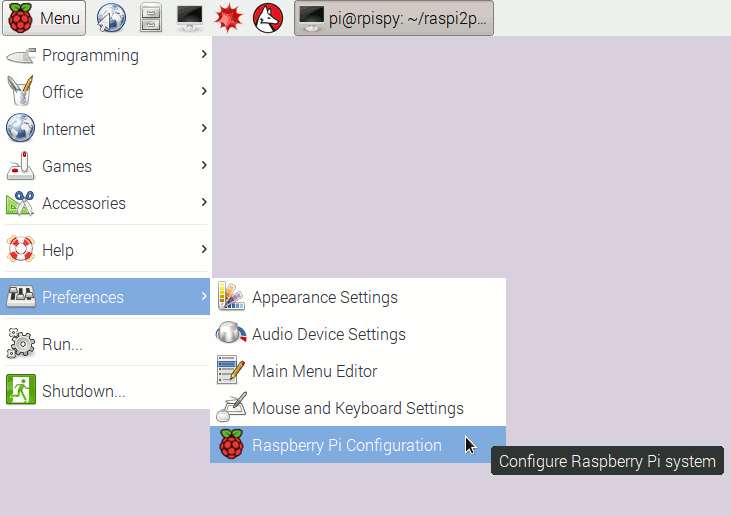 Menu
pi@rpispy: ~/raspi2p...
Programming
Office
Internet
Games
Accessories
Help
Preferences
Run...
Shutdown...
Appearance Settings
Audio Device Settings
Main Menu Editor
Mouse and Keyboard Settings
Raspberry Pi Configuration
Configure Raspberry Pi system